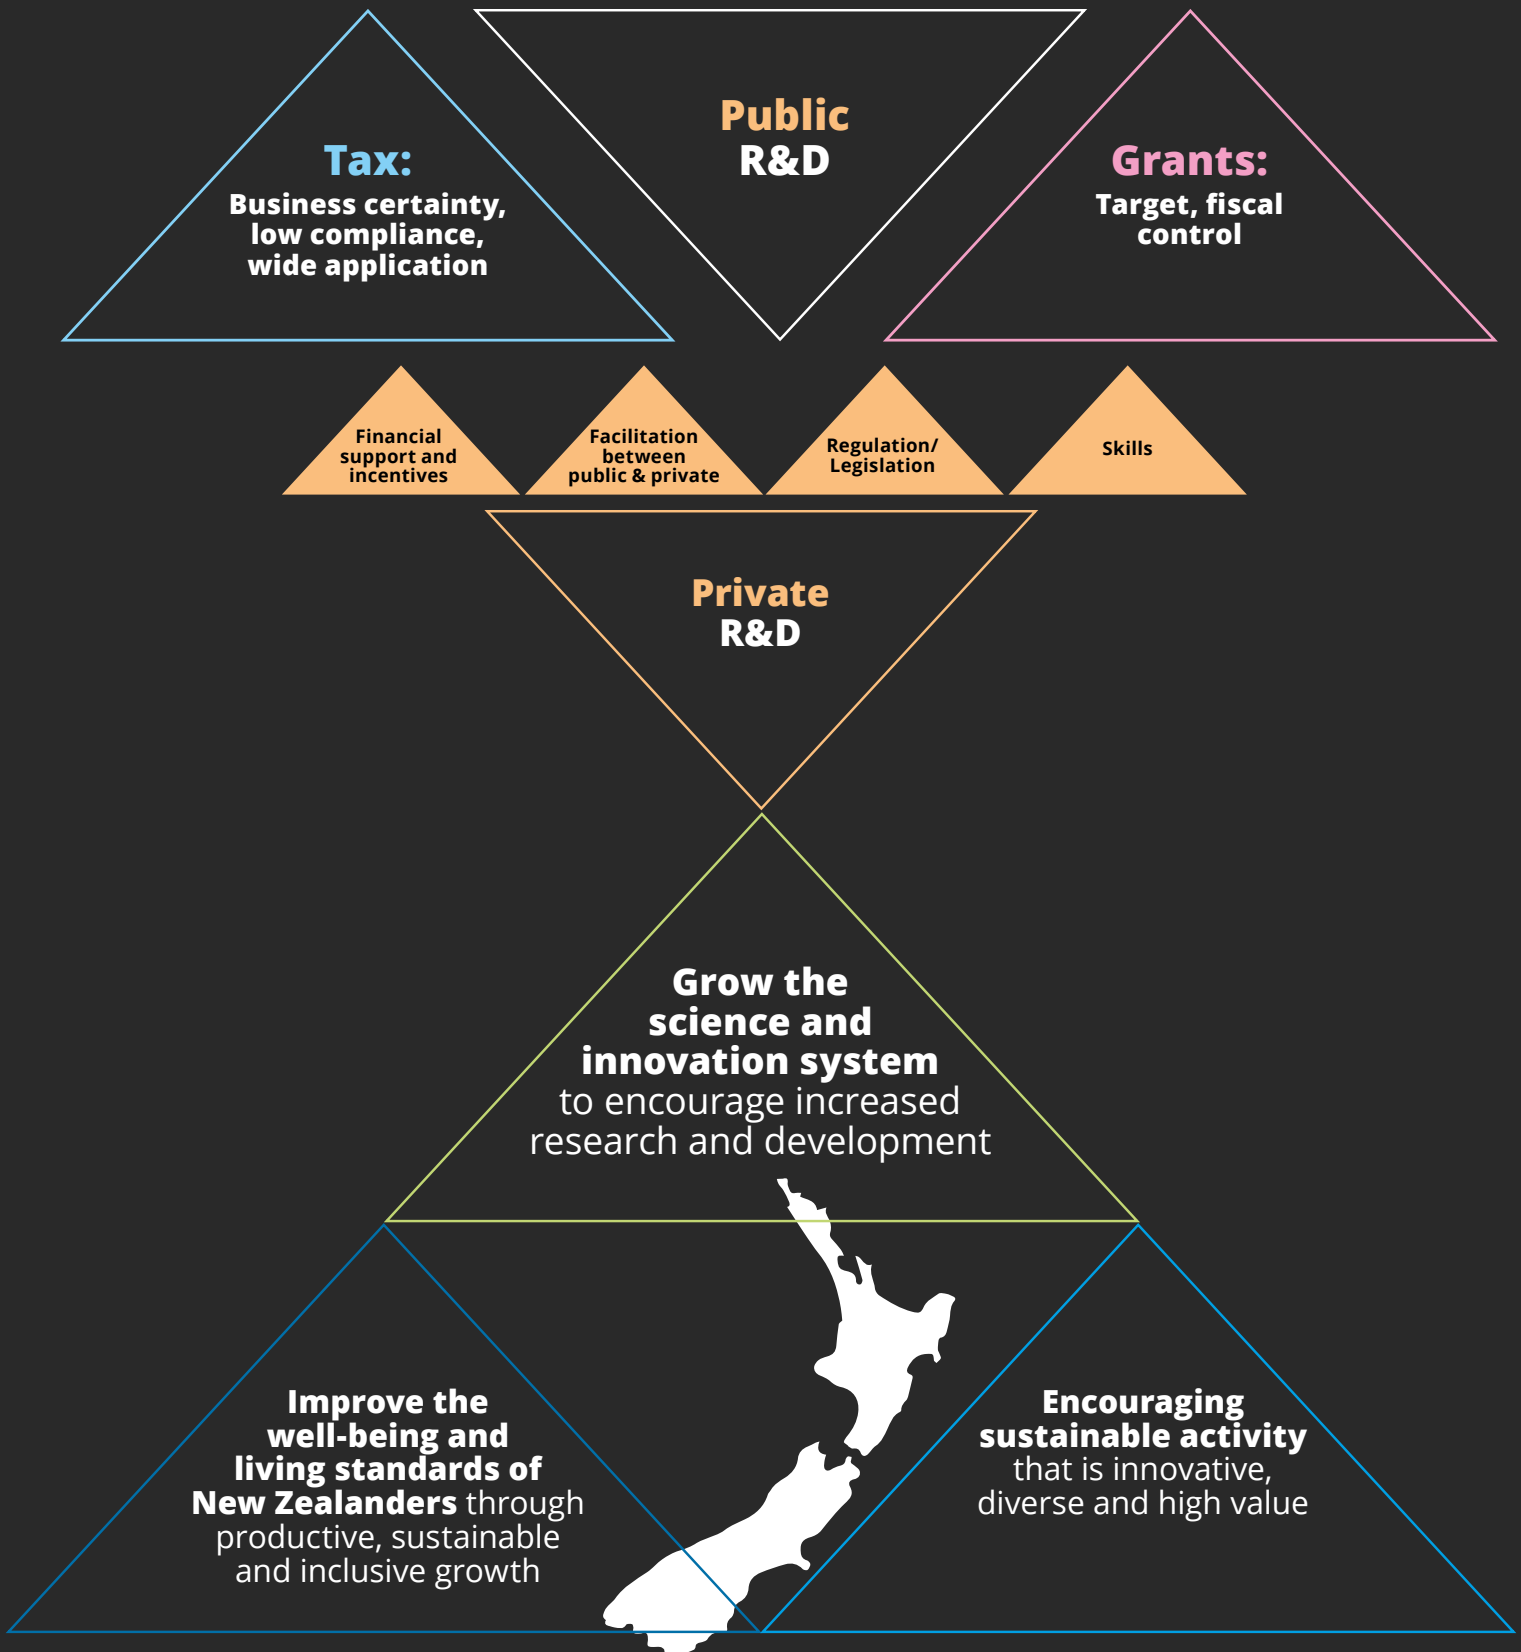 Tax:
Business certainty,
low compliance,
wide application
Public
R&D
Grants:
Target, fiscal
control
Financial
support and
incentives
Facilitation
between
public & private
Regulation/
Legislation
Skills
Private
R&D
Grow the
science and
innovation system
to encourage increased
research and development
Improve the
well-being and
living standards of
New Zealanders through
productive, sustainable
and inclusive growth
Encouraging
sustainable activity
that is innovative,
diverse and high value